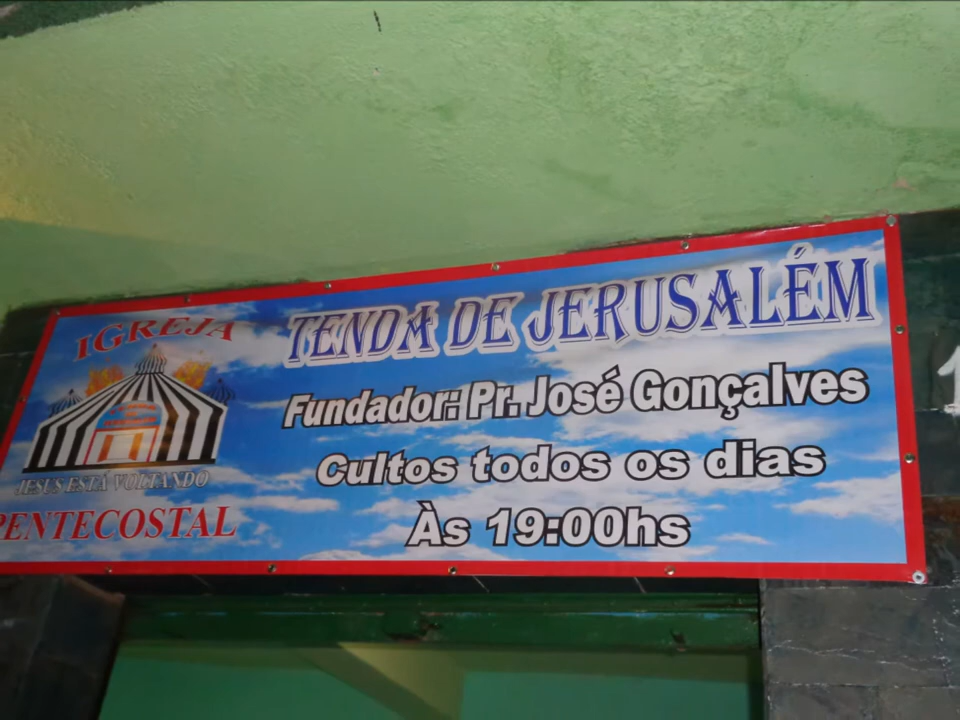 IGREJA
JESUS ESTÁ VOLTANDO
PENTECOSTAL
TENDA DE JERUSALÉM
Fundador: Pr. José Gonçalves
Cultos todos os dias
Às 19:00hs
1